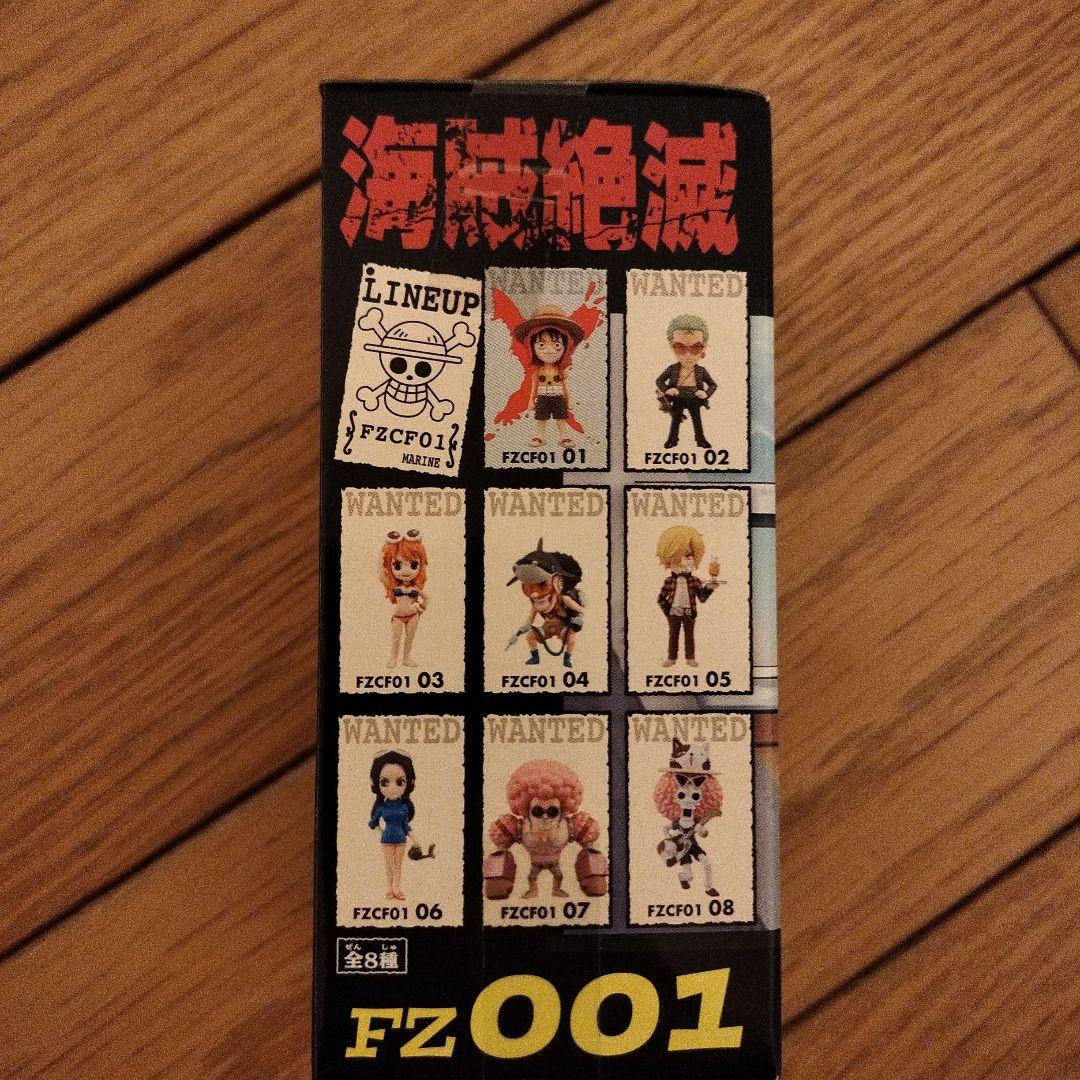 海賊絶滅
LINEUP
FZCF01
MARINE
WANTED
FZCF01 01
WANTED
FZCF01 02
WANTED
FZCF01 03
WANTED
FZCF01 04
WANTED
FZCF01 05
WANTED
FZCF01 06
WANTED
FZCF01 07
WANTED
FZCF01 08
ぜん しゅ
全8種
FZ001